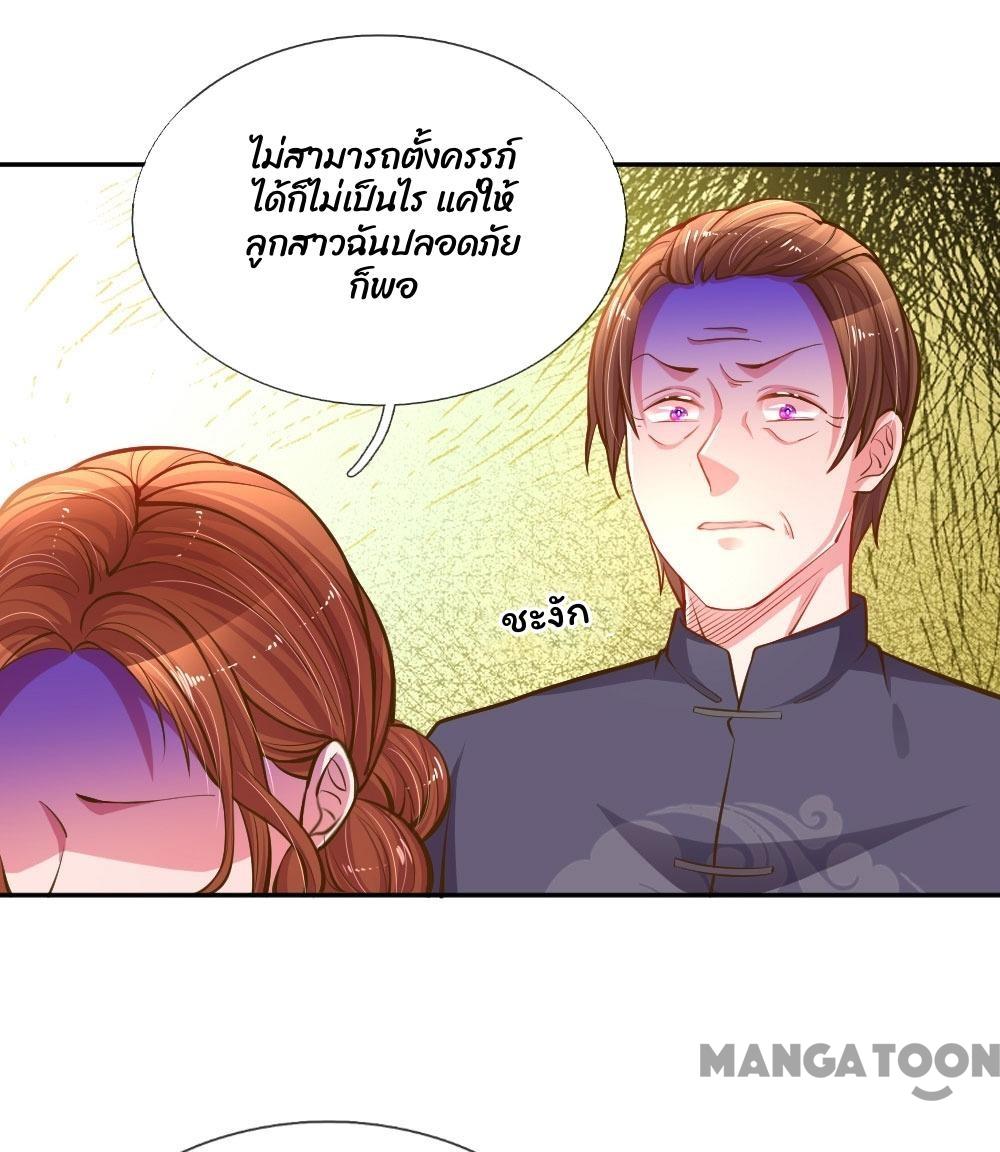 ไม่สามารถตั้งครรภ์
ได้ก็ไม่เป็นไร แค่ให้
ลูกสาวฉันปลอดภัย
ก็พอ
ชะงัก
MANGATOON